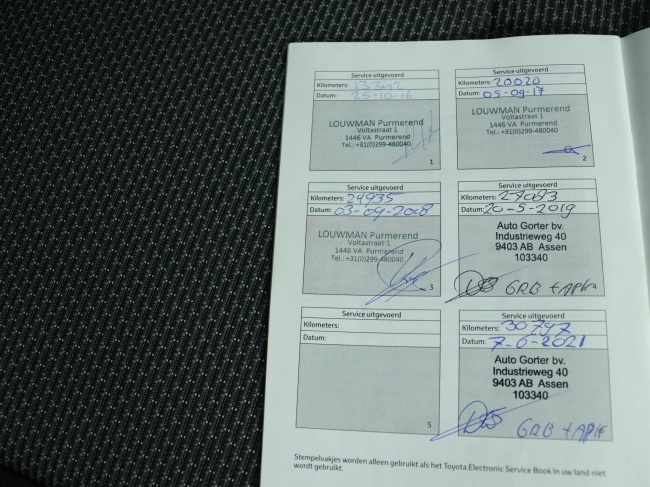 Service uitgevoerd
Kilometers:
Datum: 25-10-16
LOUWMAN Purmerend
Voltastraat 1
1446 VA Purmerend
Tel.: +31(0)299-480040
1
Service uitgevoerd
Kilometers: 20020
Datum: 05-09-17
LOUWMAN Purmerend
Voltastraat 1
1446 VA Purmerend
Tel.: +31(0)299-480040
2
Service uitgevoerd
Kilometers: 24935
Datum: 03-09-2018
LOUWMAN Purmerend
Voltastraat 1
1446 VA Purmerend
Tel.: +31(0)299-480040
3
Service uitgevoerd
Kilometers:
Datum: 20-5-2019
Auto Gorter bv.
Industrieweg 40
9403 AB Assen
103340
GRB + APK
Service uitgevoerd
Kilometers:
Datum:
5
Service uitgevoerd
Kilometers: 30797
Datum: 7-6-2021
Auto Gorter bv.
Industrieweg 40
9403 AB Assen
103340
GRB + APK
Stempelvakjes worden alleen gebruikt als het Toyota Electronic Service Book in uw land niet
wordt gebruikt.